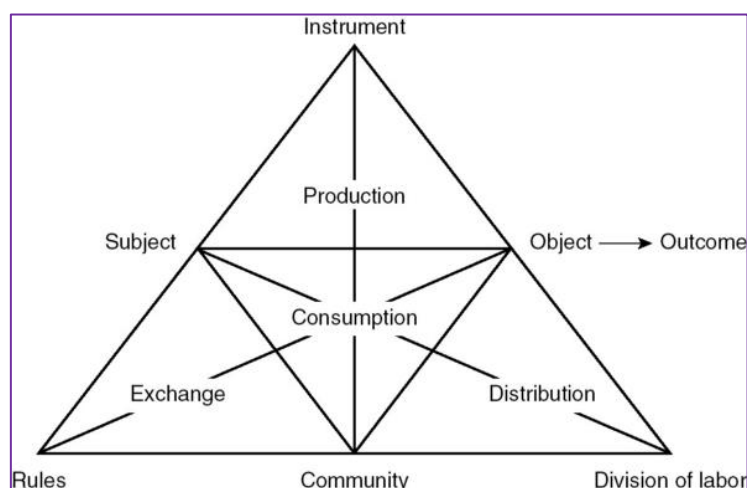 Instrument
Production
Subject
Object
Outcome
Consumption
Exchange
Distribution
Rules
Community
Division of labor